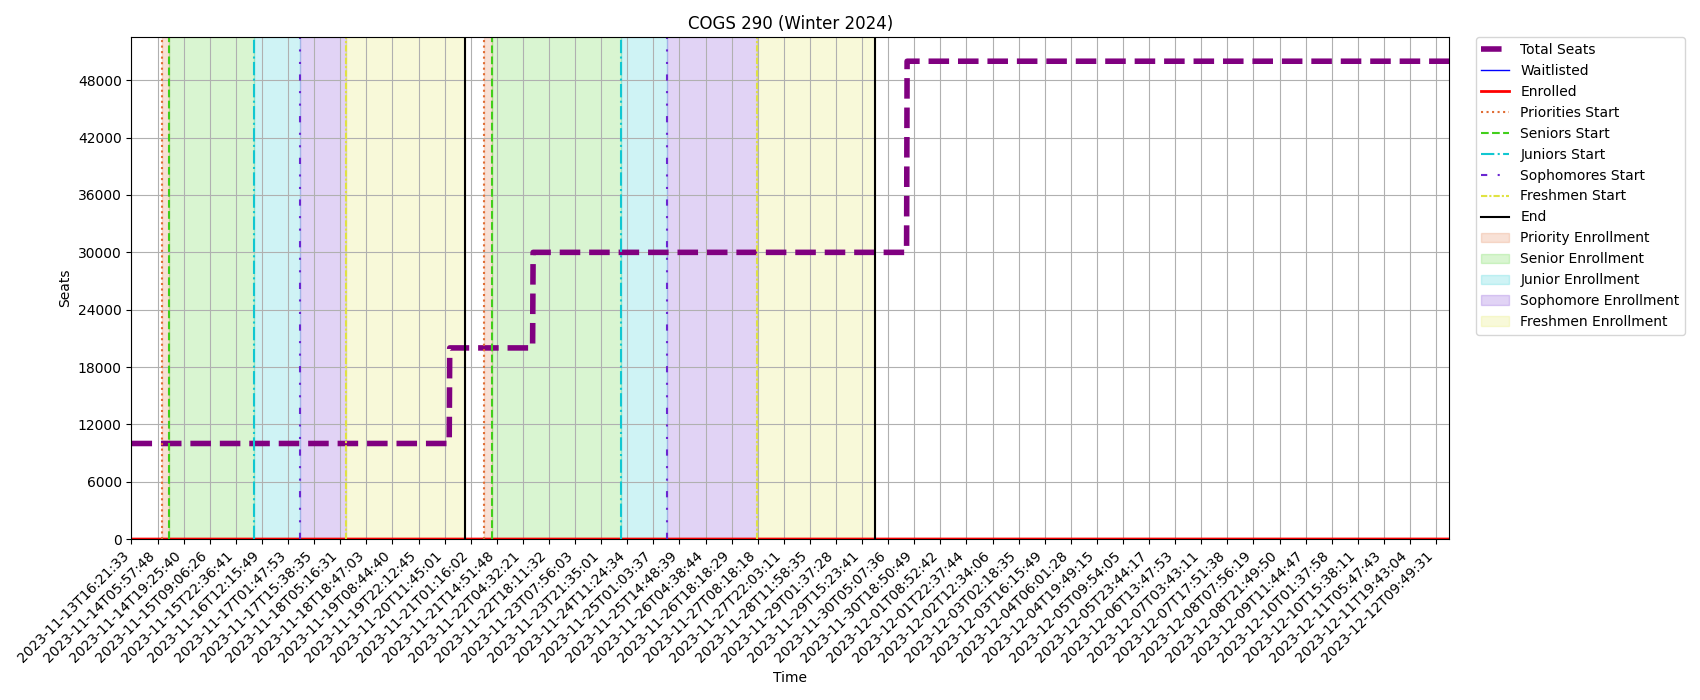 COGS 290 (Winter 2024)
Total Seats
Waitlisted
Enrolled
Priorities Start
Seniors Start
Juniors Start
Sophomores Start
Freshmen Start
End
Priority Enrollment
Senior Enrollment
Junior Enrollment
Sophomore Enrollment
Freshmen Enrollment
Seats
48000
42000
36000
30000
24000
18000
12000
6000
0
2023-11-13T16:21:33
2023-11-14T05:57:48
2023-11-14T19:25:40
2023-11-15T09:06:26
2023-11-15T22:36:41
2023-11-16T12:15:49
2023-11-17T01:47:53
2023-11-17T15:38:35
2023-11-18T05:16:31
2023-11-18T18:47:03
2023-11-19T08:44:40
2023-11-19T22:12:45
2023-11-20T11:45:01
2023-11-21T01:16:02
2023-11-21T14:51:48
2023-11-22T04:32:21
2023-11-22T18:11:32
2023-11-23T07:56:03
2023-11-23T21:35:01
2023-11-24T11:24:34
2023-11-25T01:03:37
2023-11-25T14:48:39
2023-11-26T04:38:44
2023-11-26T18:18:29
2023-11-27T08:18:18
2023-11-27T22:03:11
2023-11-28T11:58:35
2023-11-29T01:37:28
2023-11-29T15:23:41
2023-11-30T05:07:36
2023-11-30T18:50:49
2023-12-01T08:52:42
2023-12-01T22:37:44
2023-12-02T12:34:06
2023-12-03T02:18:35
2023-12-03T16:15:49
2023-12-04T06:01:28
2023-12-04T19:49:15
2023-12-05T09:54:05
2023-12-05T23:44:17
2023-12-06T13:47:53
2023-12-07T03:43:11
2023-12-07T17:51:38
2023-12-08T07:56:19
2023-12-08T21:49:50
2023-12-09T11:44:47
2023-12-10T01:37:58
2023-12-10T15:38:11
2023-12-11T05:47:43
2023-12-11T19:43:04
2023-12-12T09:49:31
Time